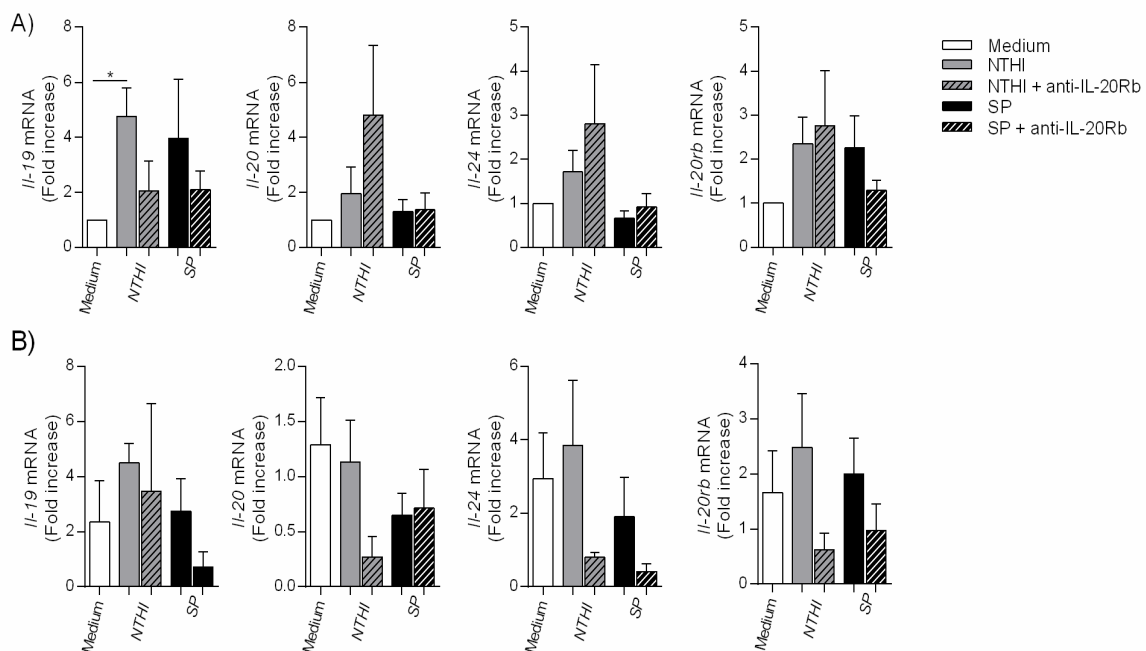 A)
Il-19 mRNA
(Fold increase)
8
6
4
2
0
*
Medium
NTHI
SP
Il-20 mRNA
(Fold increase)
8
6
4
2
0
Medium
NTHI
SP
Il-24 mRNA
(Fold increase)
5
4
3
2
1
0
Medium
NTHI
SP
Il-20rb mRNA
(Fold increase)
5
4
3
2
1
0
Medium
NTHI
SP
Medium
NTHI
NTHI + anti-IL-20Rb
SP
SP + anti-IL-20Rb
B)
Il-19 mRNA
(Fold increase)
8
6
4
2
0
Medium
NTHI
SP
Il-20 mRNA
(Fold increase)
2.0
1.5
1.0
0.5
0.0
Medium
NTHI
SP
Il-24 mRNA
(Fold increase)
6
4
2
0
Medium
NTHI
SP
Il-20rb mRNA
(Fold increase)
4
3
2
1
0
Medium
NTHI
SP